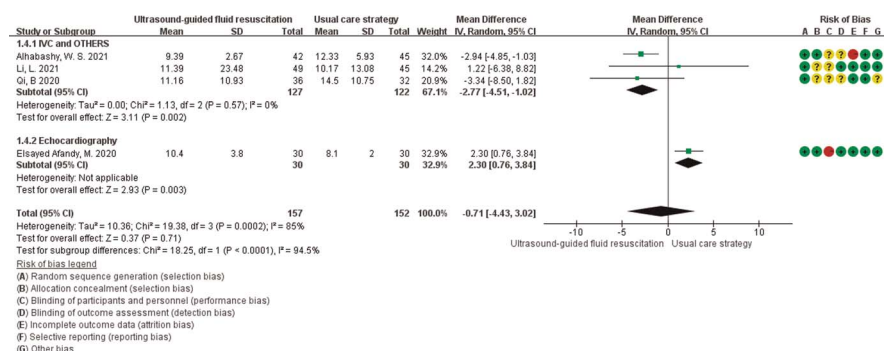 Ultrasound-guided fluid resuscitation Usual care strategy Mean Difference Mean Difference Risk of Bias
Study or Subgroup Mean SD Total Mean SD Total Weight IV, Random, 95% CI IV, Random, 95% CI A B C D E F G
1.4.1 IVC and OTHERS
Alhabashy, W. S. 2021 9.39 2.67 42 12.33 5.93 45 32.0% -2.94 [-4.85, -1.03] + + ? ? + +
Li, L. 2021 11.39 23.48 49 10.17 13.08 45 14.2% 1.22 [-6.38, 8.82] + ? ? + + + +
Qi, B 2020 11.16 10.93 36 14.5 10.75 32 20.9% -3.34 [-8.50, 1.82] + + ? ? + + ?
Subtotal (95% CI) 127 122 67.1% -2.77 [-4.51, -1.02]
Heterogeneity: Tau² = 0.00; Chi² = 1.13, df = 2 (P = 0.57); I² = 0%
Test for overall effect: Z = 3.11 (P = 0.002)
1.4.2 Echocardiography
Elsayed Afandy, M. 2020 10.4 3.8 30 8.1 2 30 32.9% 2.30 [0.76, 3.84] + + + + + +
Subtotal (95% CI) 30 30 32.9% 2.30 [0.76, 3.84]
Heterogeneity: Not applicable
Test for overall effect: Z = 2.93 (P = 0.003)
Total (95% CI) 157 152 100.0% -0.71 [-4.43, 3.02]
Heterogeneity: Tau² = 10.36; Chi² = 19.38, df = 3 (P = 0.0002); I² = 85%
Test for overall effect: Z = 0.37 (P = 0.71)
Test for subgroup differences: Chi² = 18.25, df = 1 (P < 0.0001), I² = 94.5%
-10 -5 0 5 10
Ultrasound-guided fluid resuscitation Usual care strategy
Risk of bias legend
(A) Random sequence generation (selection bias)
(B) Allocation concealment (selection bias)
(C) Blinding of participants and personnel (performance bias)
(D) Blinding of outcome assessment (detection bias)
(E) Incomplete outcome data (attrition bias)
(F) Selective reporting (reporting bias)
(G) Other bias